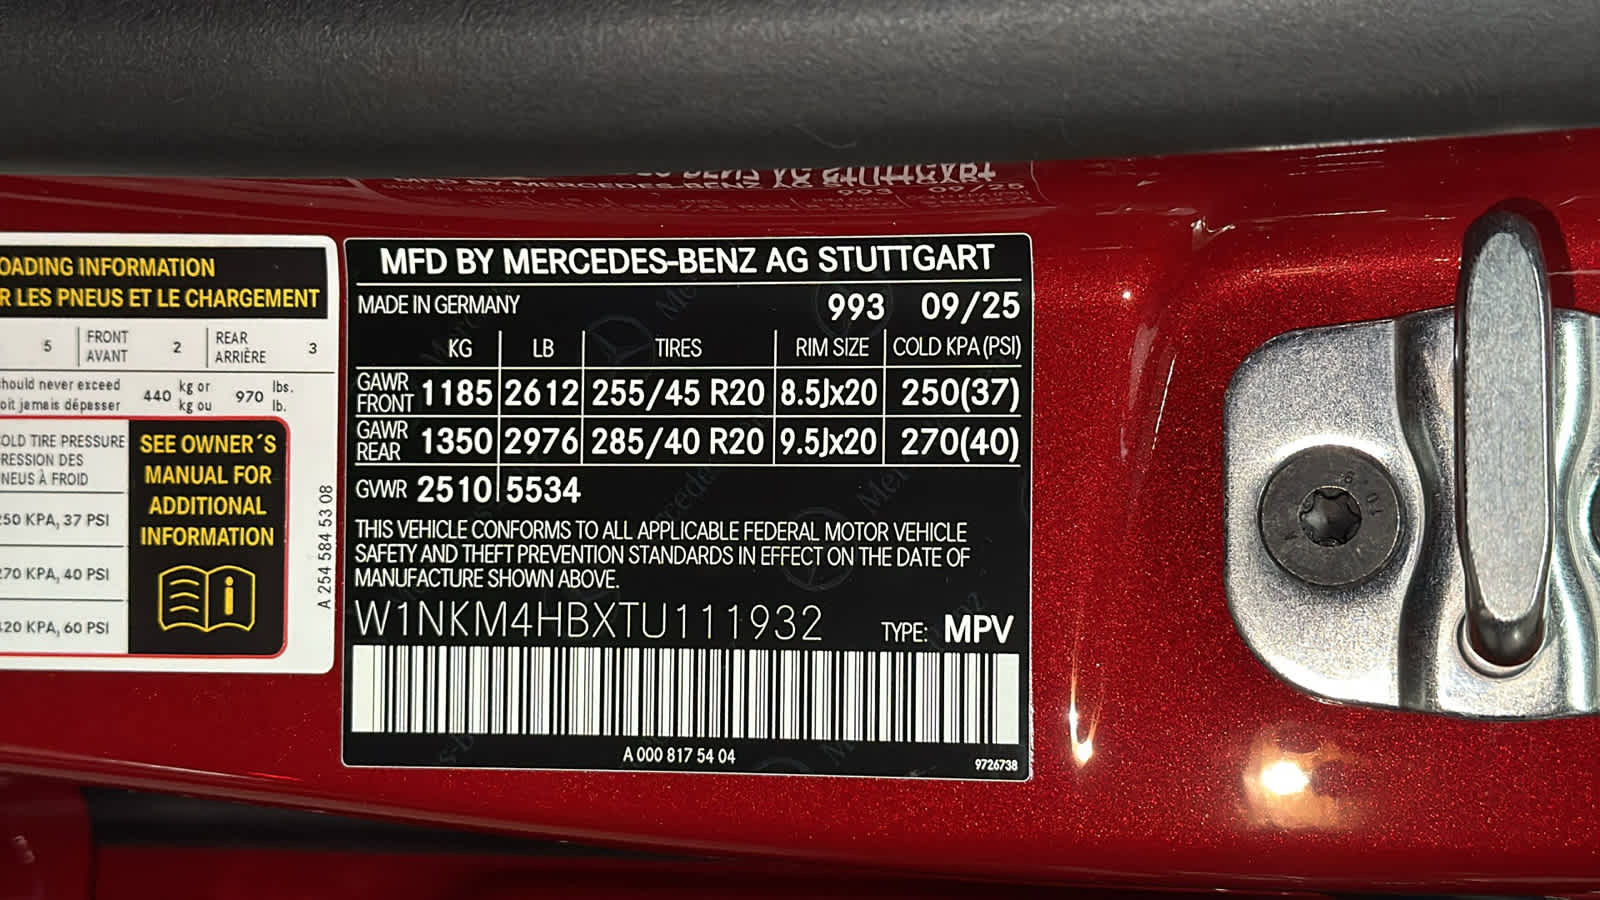 OADING INFORMATION
R LES PNEUS ET LE CHARGEMENT
5 FRONT AVANT 2 REAR ARRIÈRE 3
hould never exceed 440 kg or 970 lbs.
oit jamais dépasser kg ou lb.
OLD TIRE PRESSURE
RESSION DES
NEUS À FROID
250 KPA, 37 PSI
270 KPA, 40 PSI
420 KPA, 60 PSI
SEE OWNER´S
MANUAL FOR
ADDITIONAL
INFORMATION
A 254 584 53 08
MFD BY MERCEDES-BENZ AG STUTTGART
MADE IN GERMANY 993 09/25
KG LB TIRES RIM SIZE COLD KPA(PSI)
GAWR FRONT 1185 2612 255/45 R20 8.5Jx20 250(37)
GAWR REAR 1350 2976 285/40 R20 9.5Jx20 270(40)
GVWR 2510 5534
THIS VEHICLE CONFORMS TO ALL APPLICABLE FEDERAL MOTOR VEHICLE
SAFETY AND THEFT PREVENTION STANDARDS IN EFFECT ON THE DATE OF
MANUFACTURE SHOWN ABOVE.
W1NKM4HBXTU111932 TYPE: MPV
A 000 817 54 04
9726738